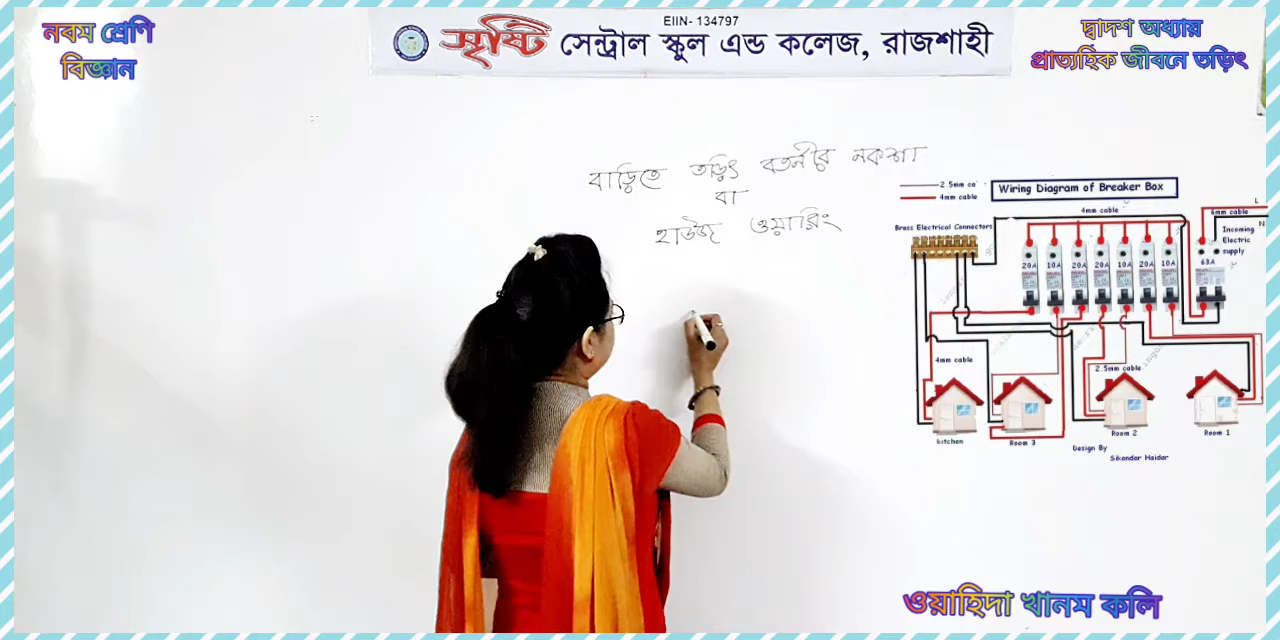 নবম শ্রেণি
বিজ্ঞান
EIIN- 134797
সৃষ্টি সেন্ট্রাল স্কুল এন্ড কলেজ, রাজশাহী
দ্বাদশ অধ্যায়
প্রাত্যহিক জীবনে তড়িৎ
বাড়িতে তড়িৎ বর্তনীর নকশা
বা
হাউজ ওয়ারিং
2.5mm ca
4mm cable
Wiring Diagram of Breaker Box
4mm cable
6mm cable
L
N
Brass Electrical Connectors
Incoming
Electric
supply
20A 10A 20A 20A 10A 20A 10A 63A
4mm cable
2.5mm cable
kitchen
Room 3
Room 2
Room 1
Design By
Sikandar Haidar
ওয়াহিদা খানম কলি